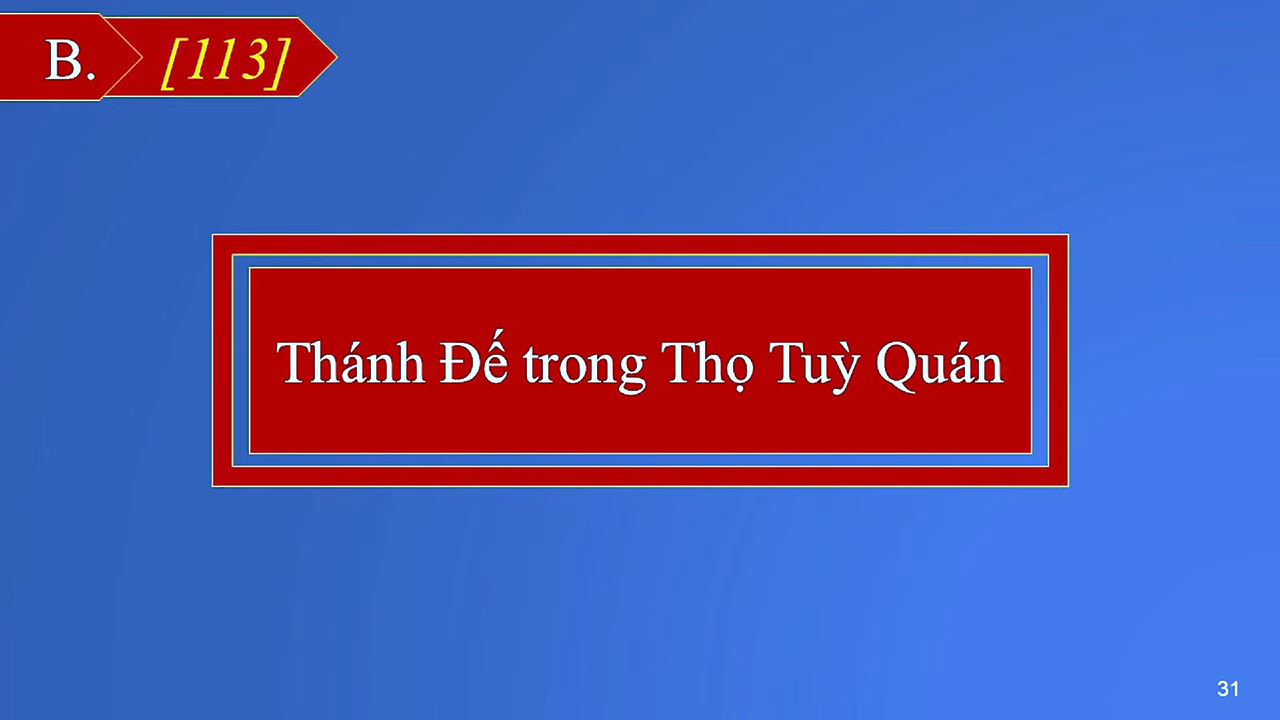 B. [113]
Thánh Đế trong Thọ Tuỳ Quán
31